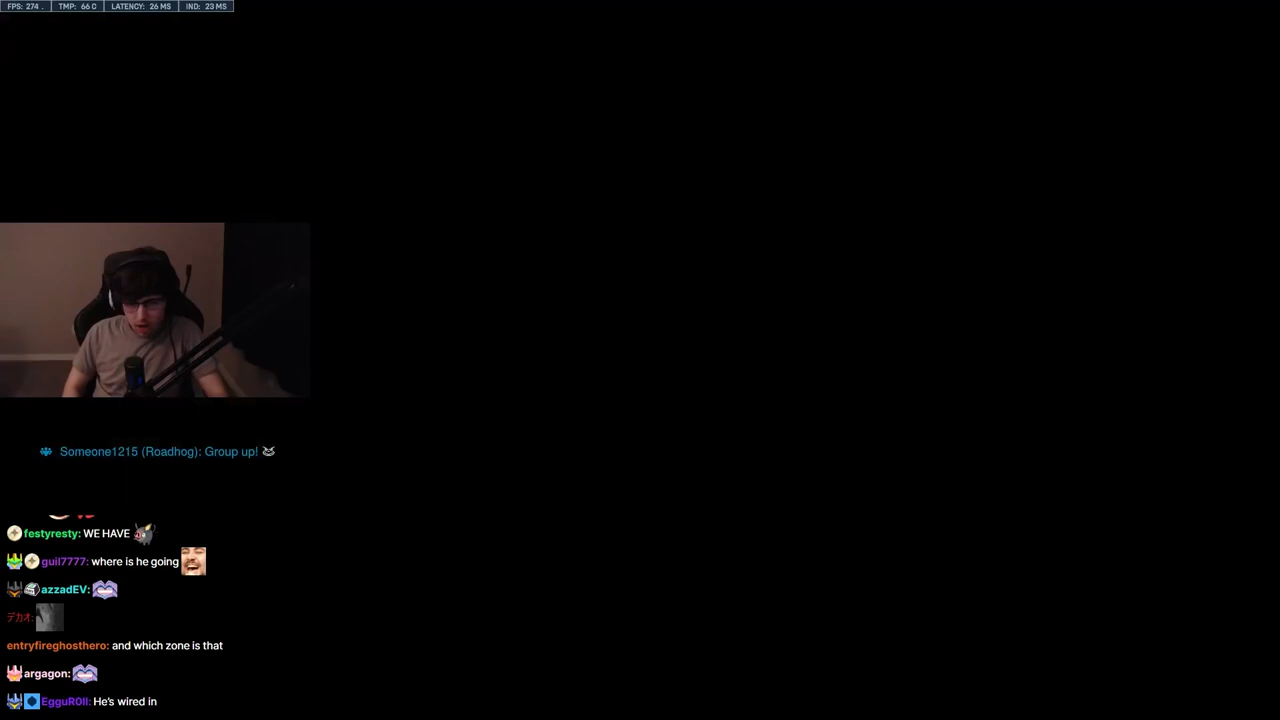 FPS: 274 .  TMP: 66 C  LATENCY: 26 MS  IND: 23 MS
Someone1215 (Roadhog): Group up!
festyresty: WE HAVE
guil7777: where is he going
azzadEV:
デカオ:
entryfireghosthero: and which zone is that
argagon:
EgguR0ll: He's wired in